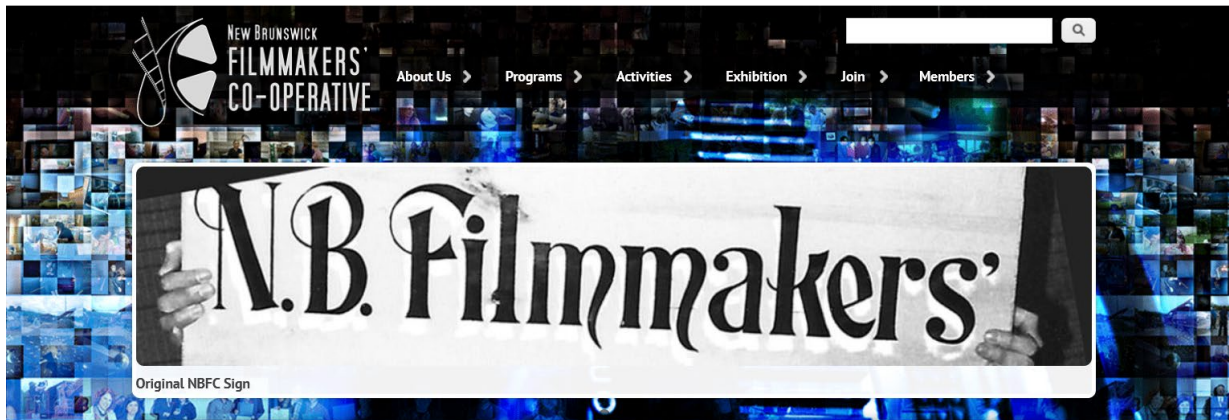 New Brunswick
FILMMAKERS'
CO-OPERATIVE
About Us
Programs
Activities
Exhibition
Join
Members
N.B. Filmmakers'
Original NBFC Sign